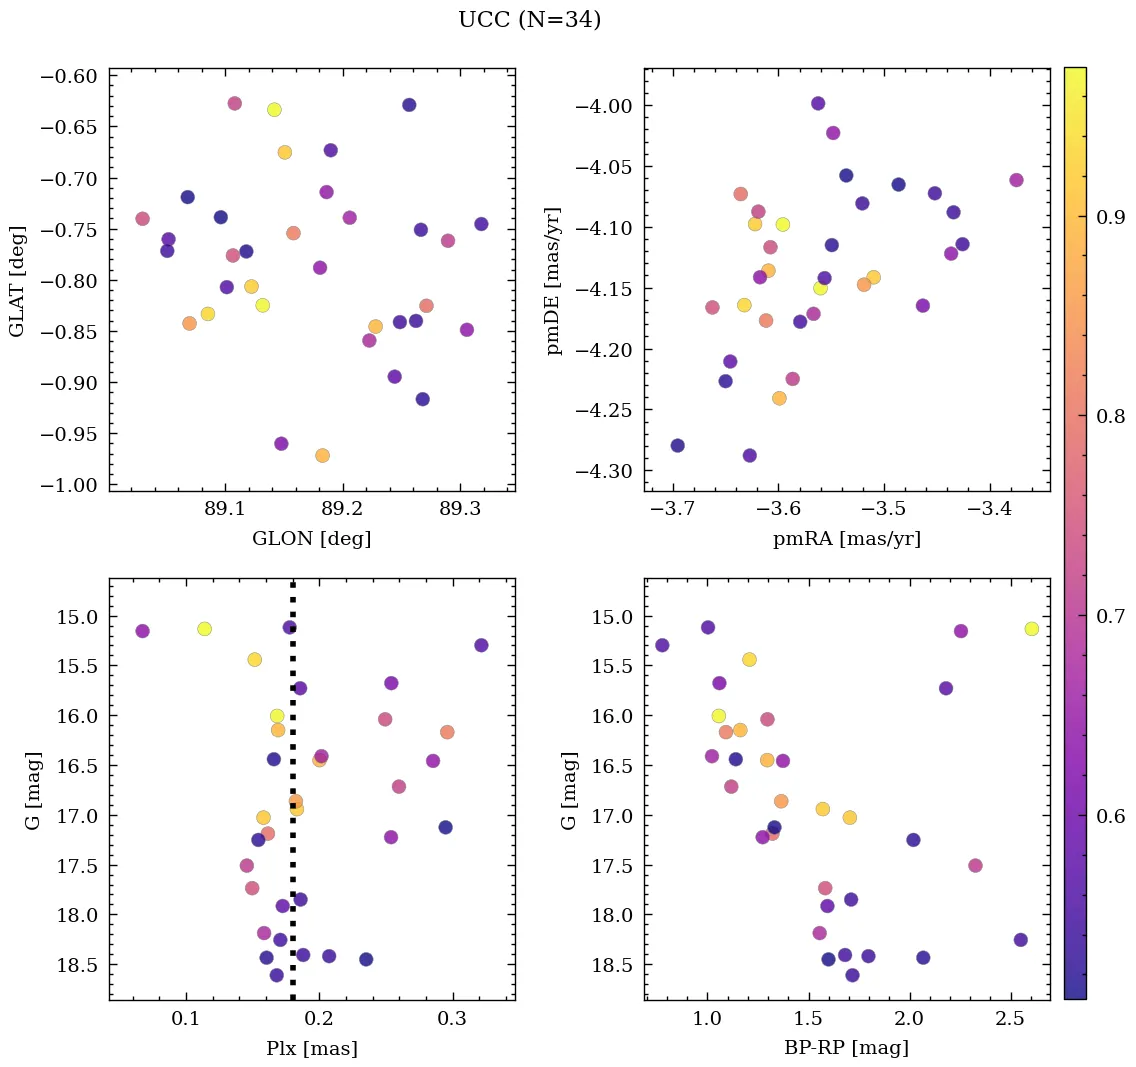 UCC (N=34)
−0.60
−0.65
−0.70
−0.75
−0.80
−0.85
−0.90
−0.95
−1.00
GLAT [deg]
89.1 89.2 89.3
GLON [deg]
−4.00
−4.05
−4.10
−4.15
−4.20
−4.25
−4.30
pmDE [mas/yr]
−3.7 −3.6 −3.5 −3.4
pmRA [mas/yr]
0.9
0.8
0.7
0.6
15.0
15.5
16.0
16.5
17.0
17.5
18.0
18.5
G [mag]
0.1 0.2 0.3
Plx [mas]
15.0
15.5
16.0
16.5
17.0
17.5
18.0
18.5
G [mag]
1.0 1.5 2.0 2.5
BP-RP [mag]